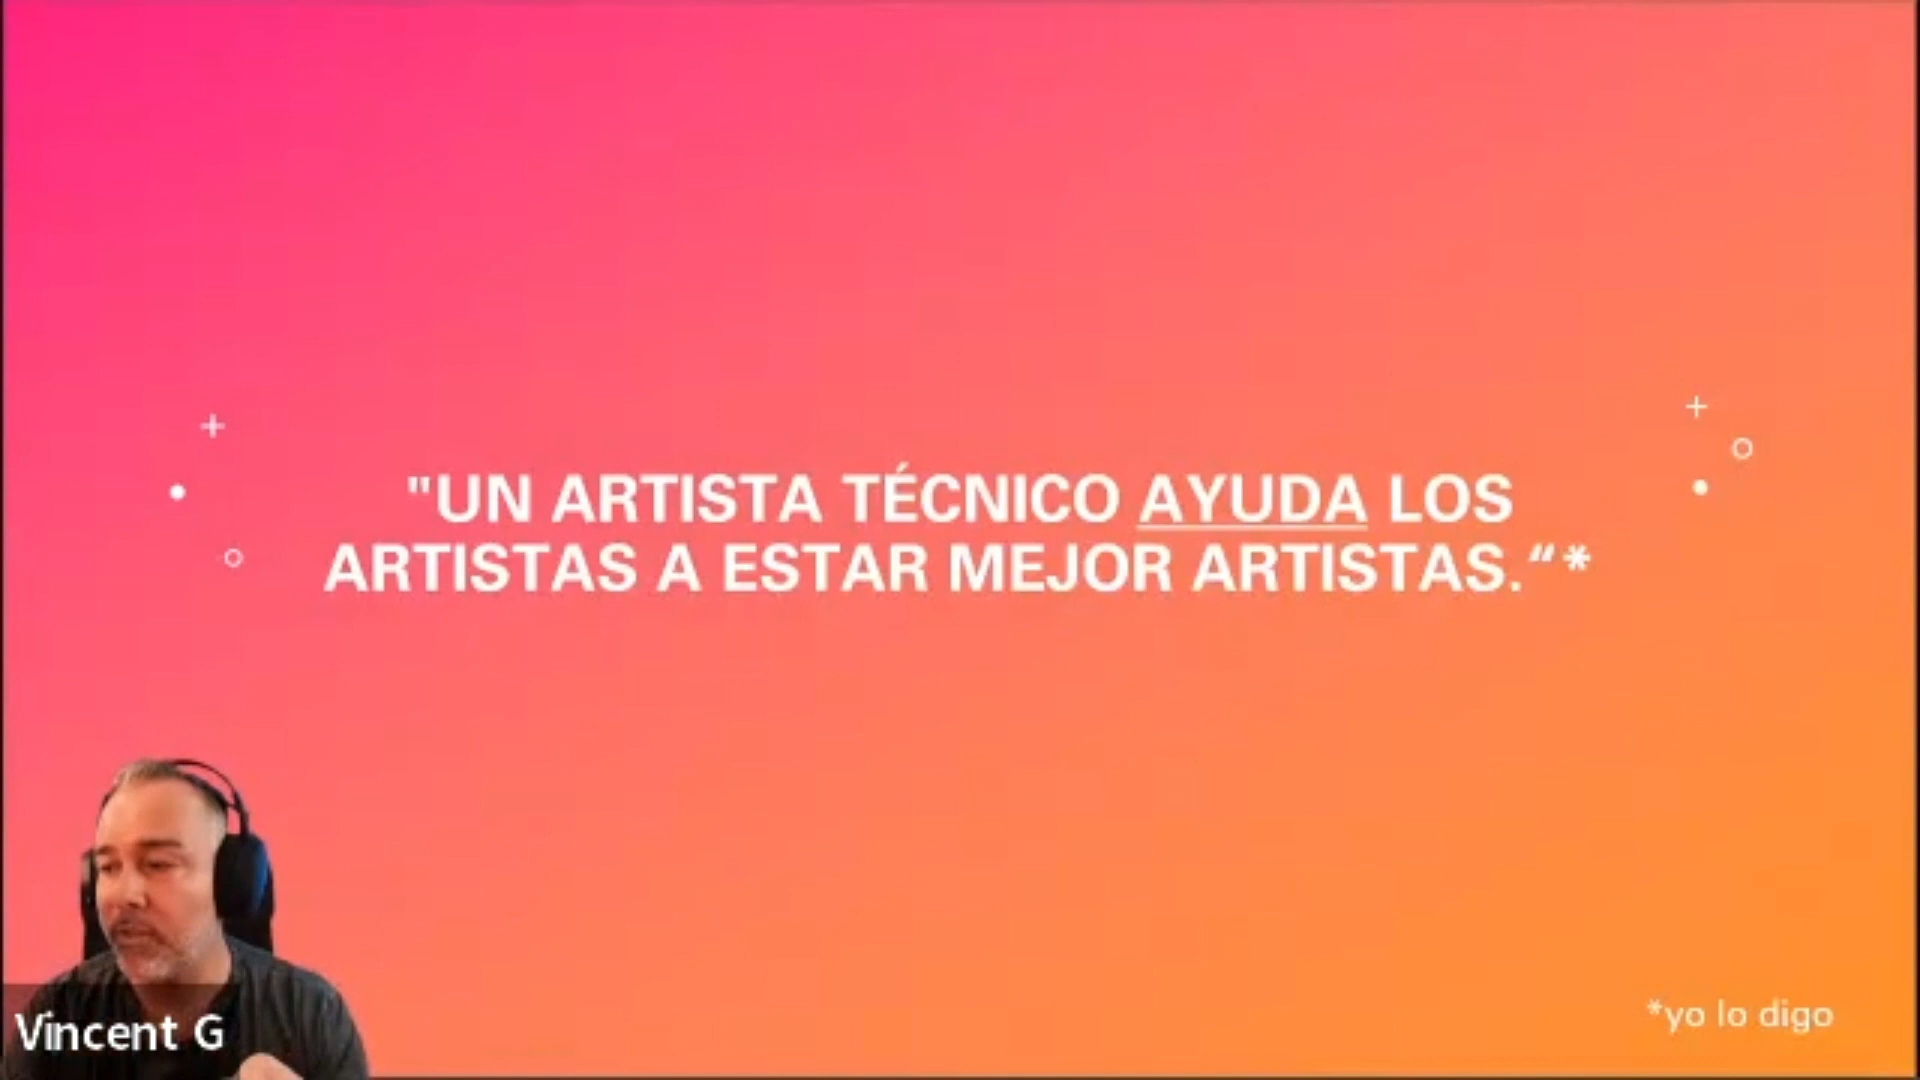 "UN ARTISTA TÉCNICO AYUDA LOS
ARTISTAS A ESTAR MEJOR ARTISTAS.“*
Vincent G
*yo lo digo